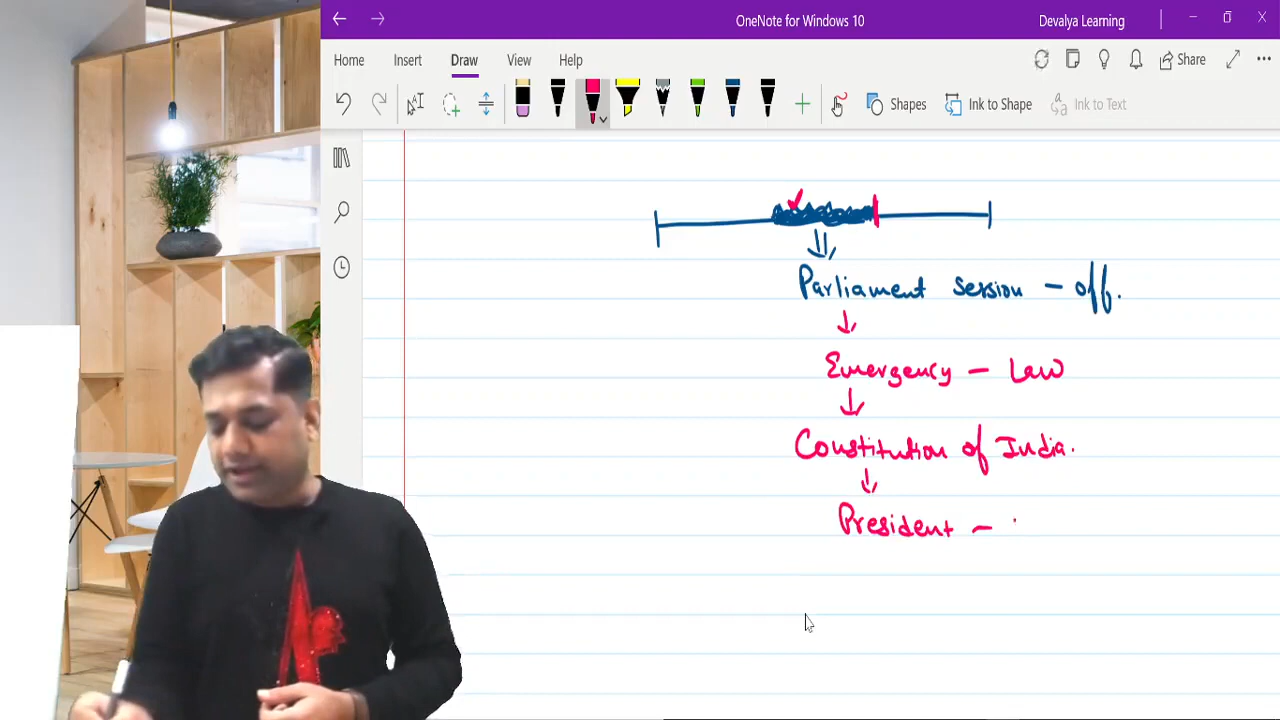 OneNote for Windows 10
Devalya Learning
Home Insert Draw View Help
Share
Shapes Ink to Shape Ink to Text
Parliament session - off.
Emergency - Law
Constitution of India.
President -